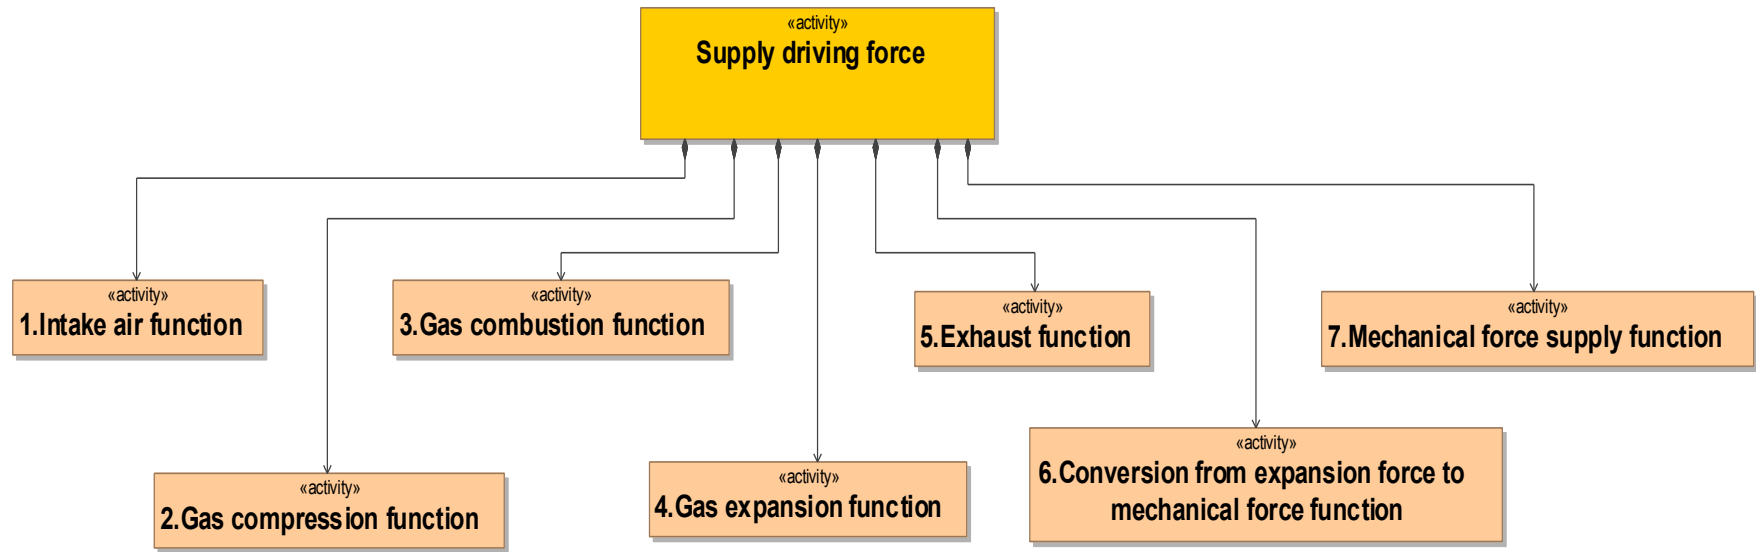 «activity»
Supply driving force
«activity»
1.Intake air function
«activity»
3.Gas combustion function
«activity»
5.Exhaust function
«activity»
7.Mechanical force supply function
«activity»
2.Gas compression function
«activity»
4.Gas expansion function
«activity»
6.Conversion from expansion force to
mechanical force function